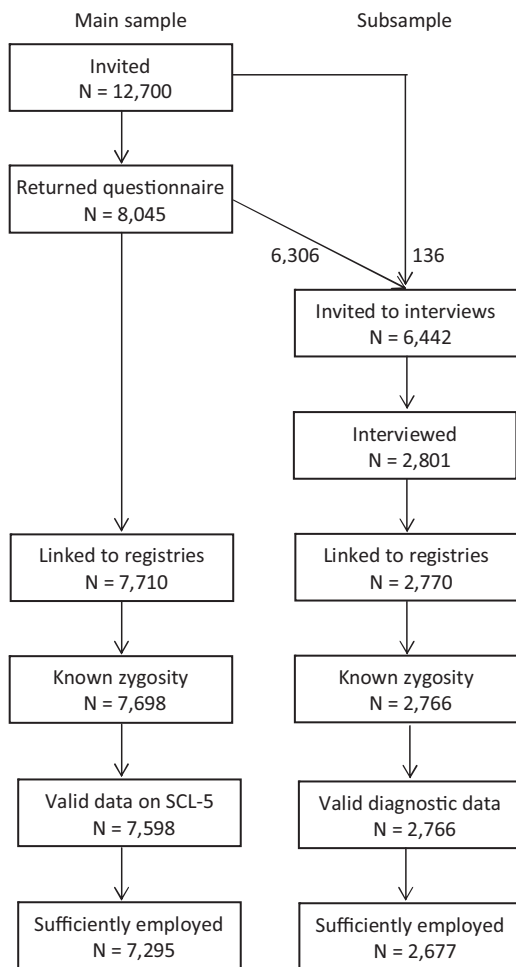 Main sample
Subsample
Invited
N = 12,700
Returned questionnaire
N = 8,045
6,306
136
Invited to interviews
N = 6,442
Interviewed
N = 2,801
Linked to registries
N = 7,710
Linked to registries
N = 2,770
Known zygosity
N = 7,698
Known zygosity
N = 2,766
Valid data on SCL-5
N = 7,598
Valid diagnostic data
N = 2,766
Sufficiently employed
N = 7,295
Sufficiently employed
N = 2,677